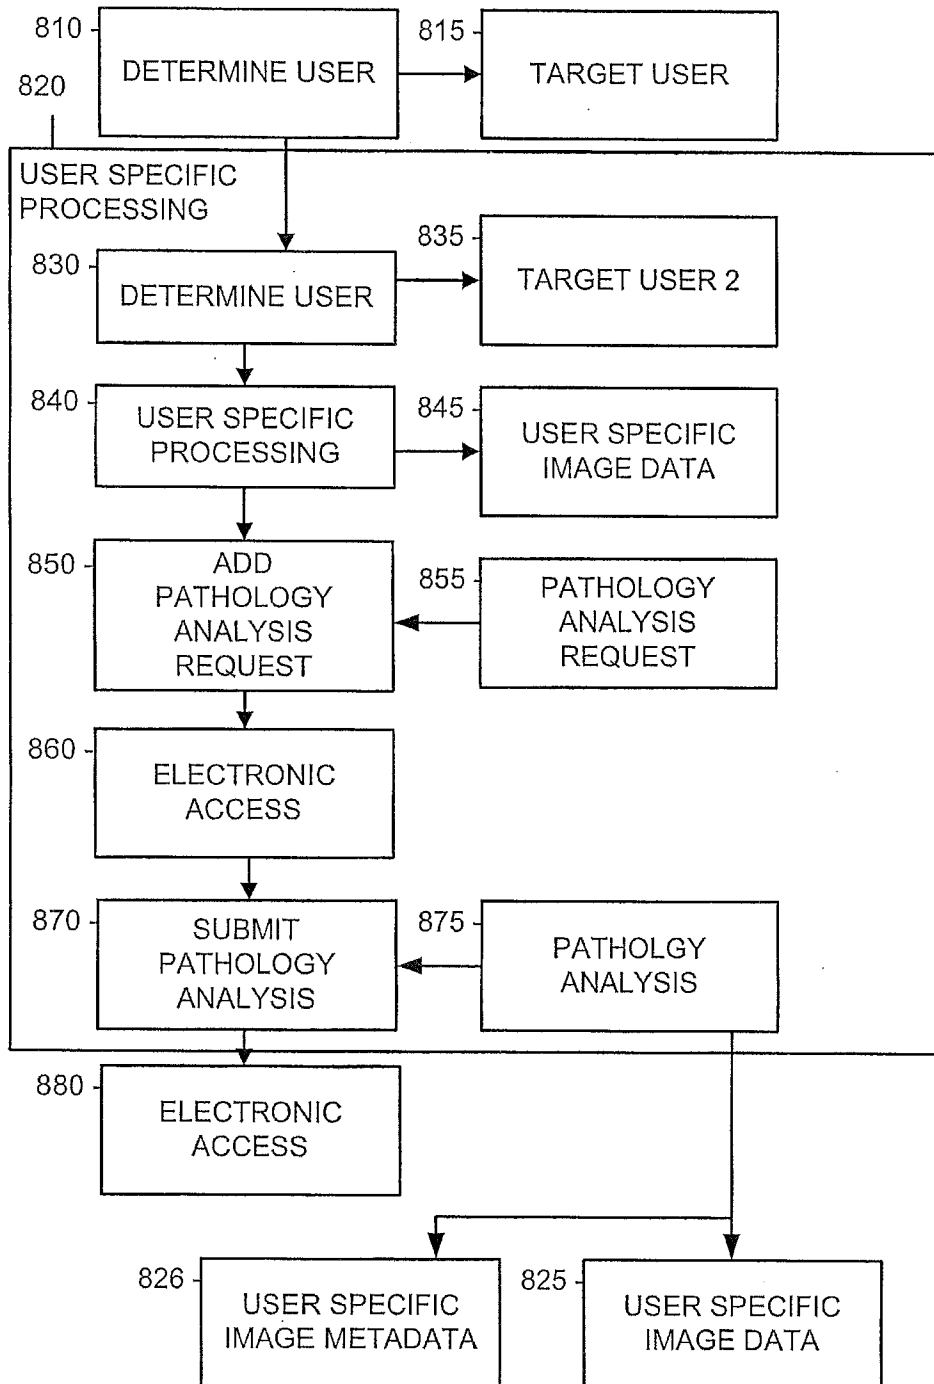 810
DETERMINE USER
815
TARGET USER
820
USER SPECIFIC
PROCESSING
830
DETERMINE USER
835
TARGET USER 2
840
USER SPECIFIC
PROCESSING
845
USER SPECIFIC
IMAGE DATA
850
ADD
PATHOLOGY
ANALYSIS
REQUEST
855
PATHOLOGY
ANALYSIS
REQUEST
860
ELECTRONIC
ACCESS
870
SUBMIT
PATHOLOGY
ANALYSIS
875
PATHOLGY
ANALYSIS
880
ELECTRONIC
ACCESS
826
USER SPECIFIC
IMAGE METADATA
825
USER SPECIFIC
IMAGE DATA